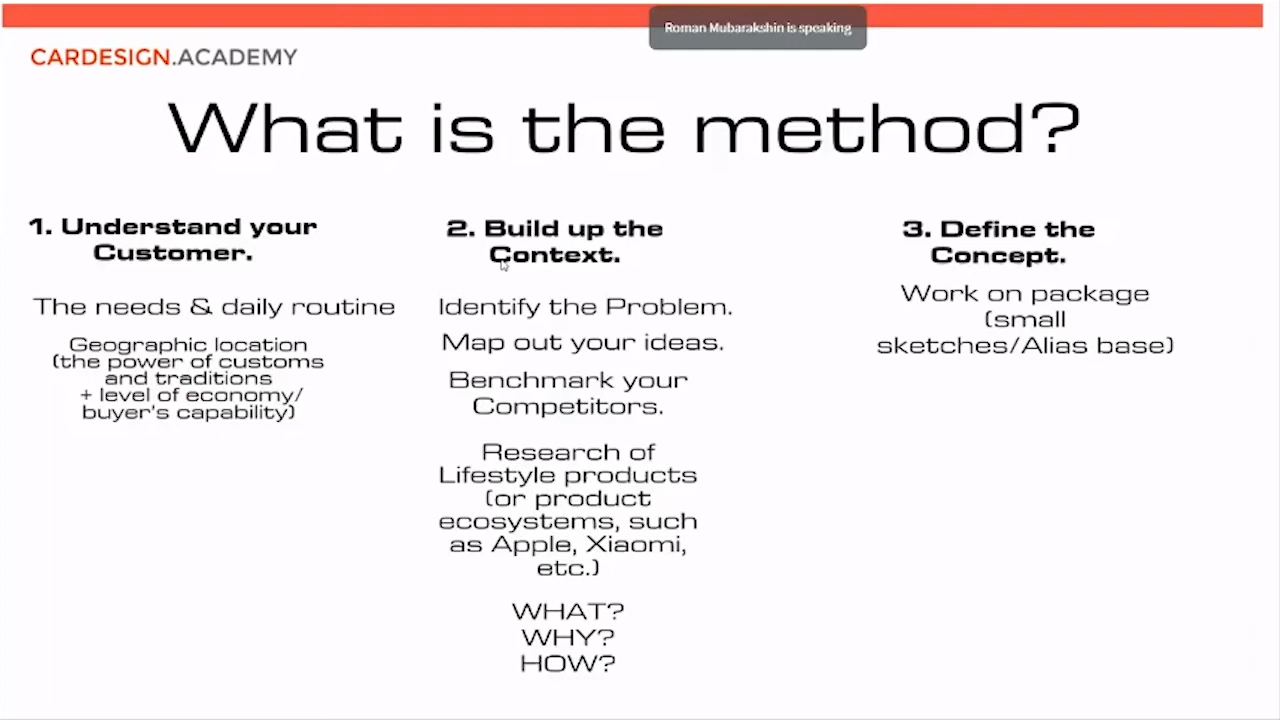 Roman Mubarakshin is speaking
CARDESIGN.ACADEMY
What is the method?
1. Understand your
Customer.
The needs & daily routine
Geographic location
(the power of customs
and traditions
+ level of economy/
buyer's capability)
2. Build up the
Context.
Identify the Problem.
Map out your ideas.
Benchmark your
Competitors.
Research of
Lifestyle products
(or product
ecosystems, such
as Apple, Xiaomi,
etc.)
WHAT?
WHY?
HOW?
3. Define the
Concept.
Work on package
(small
sketches/Alias base)